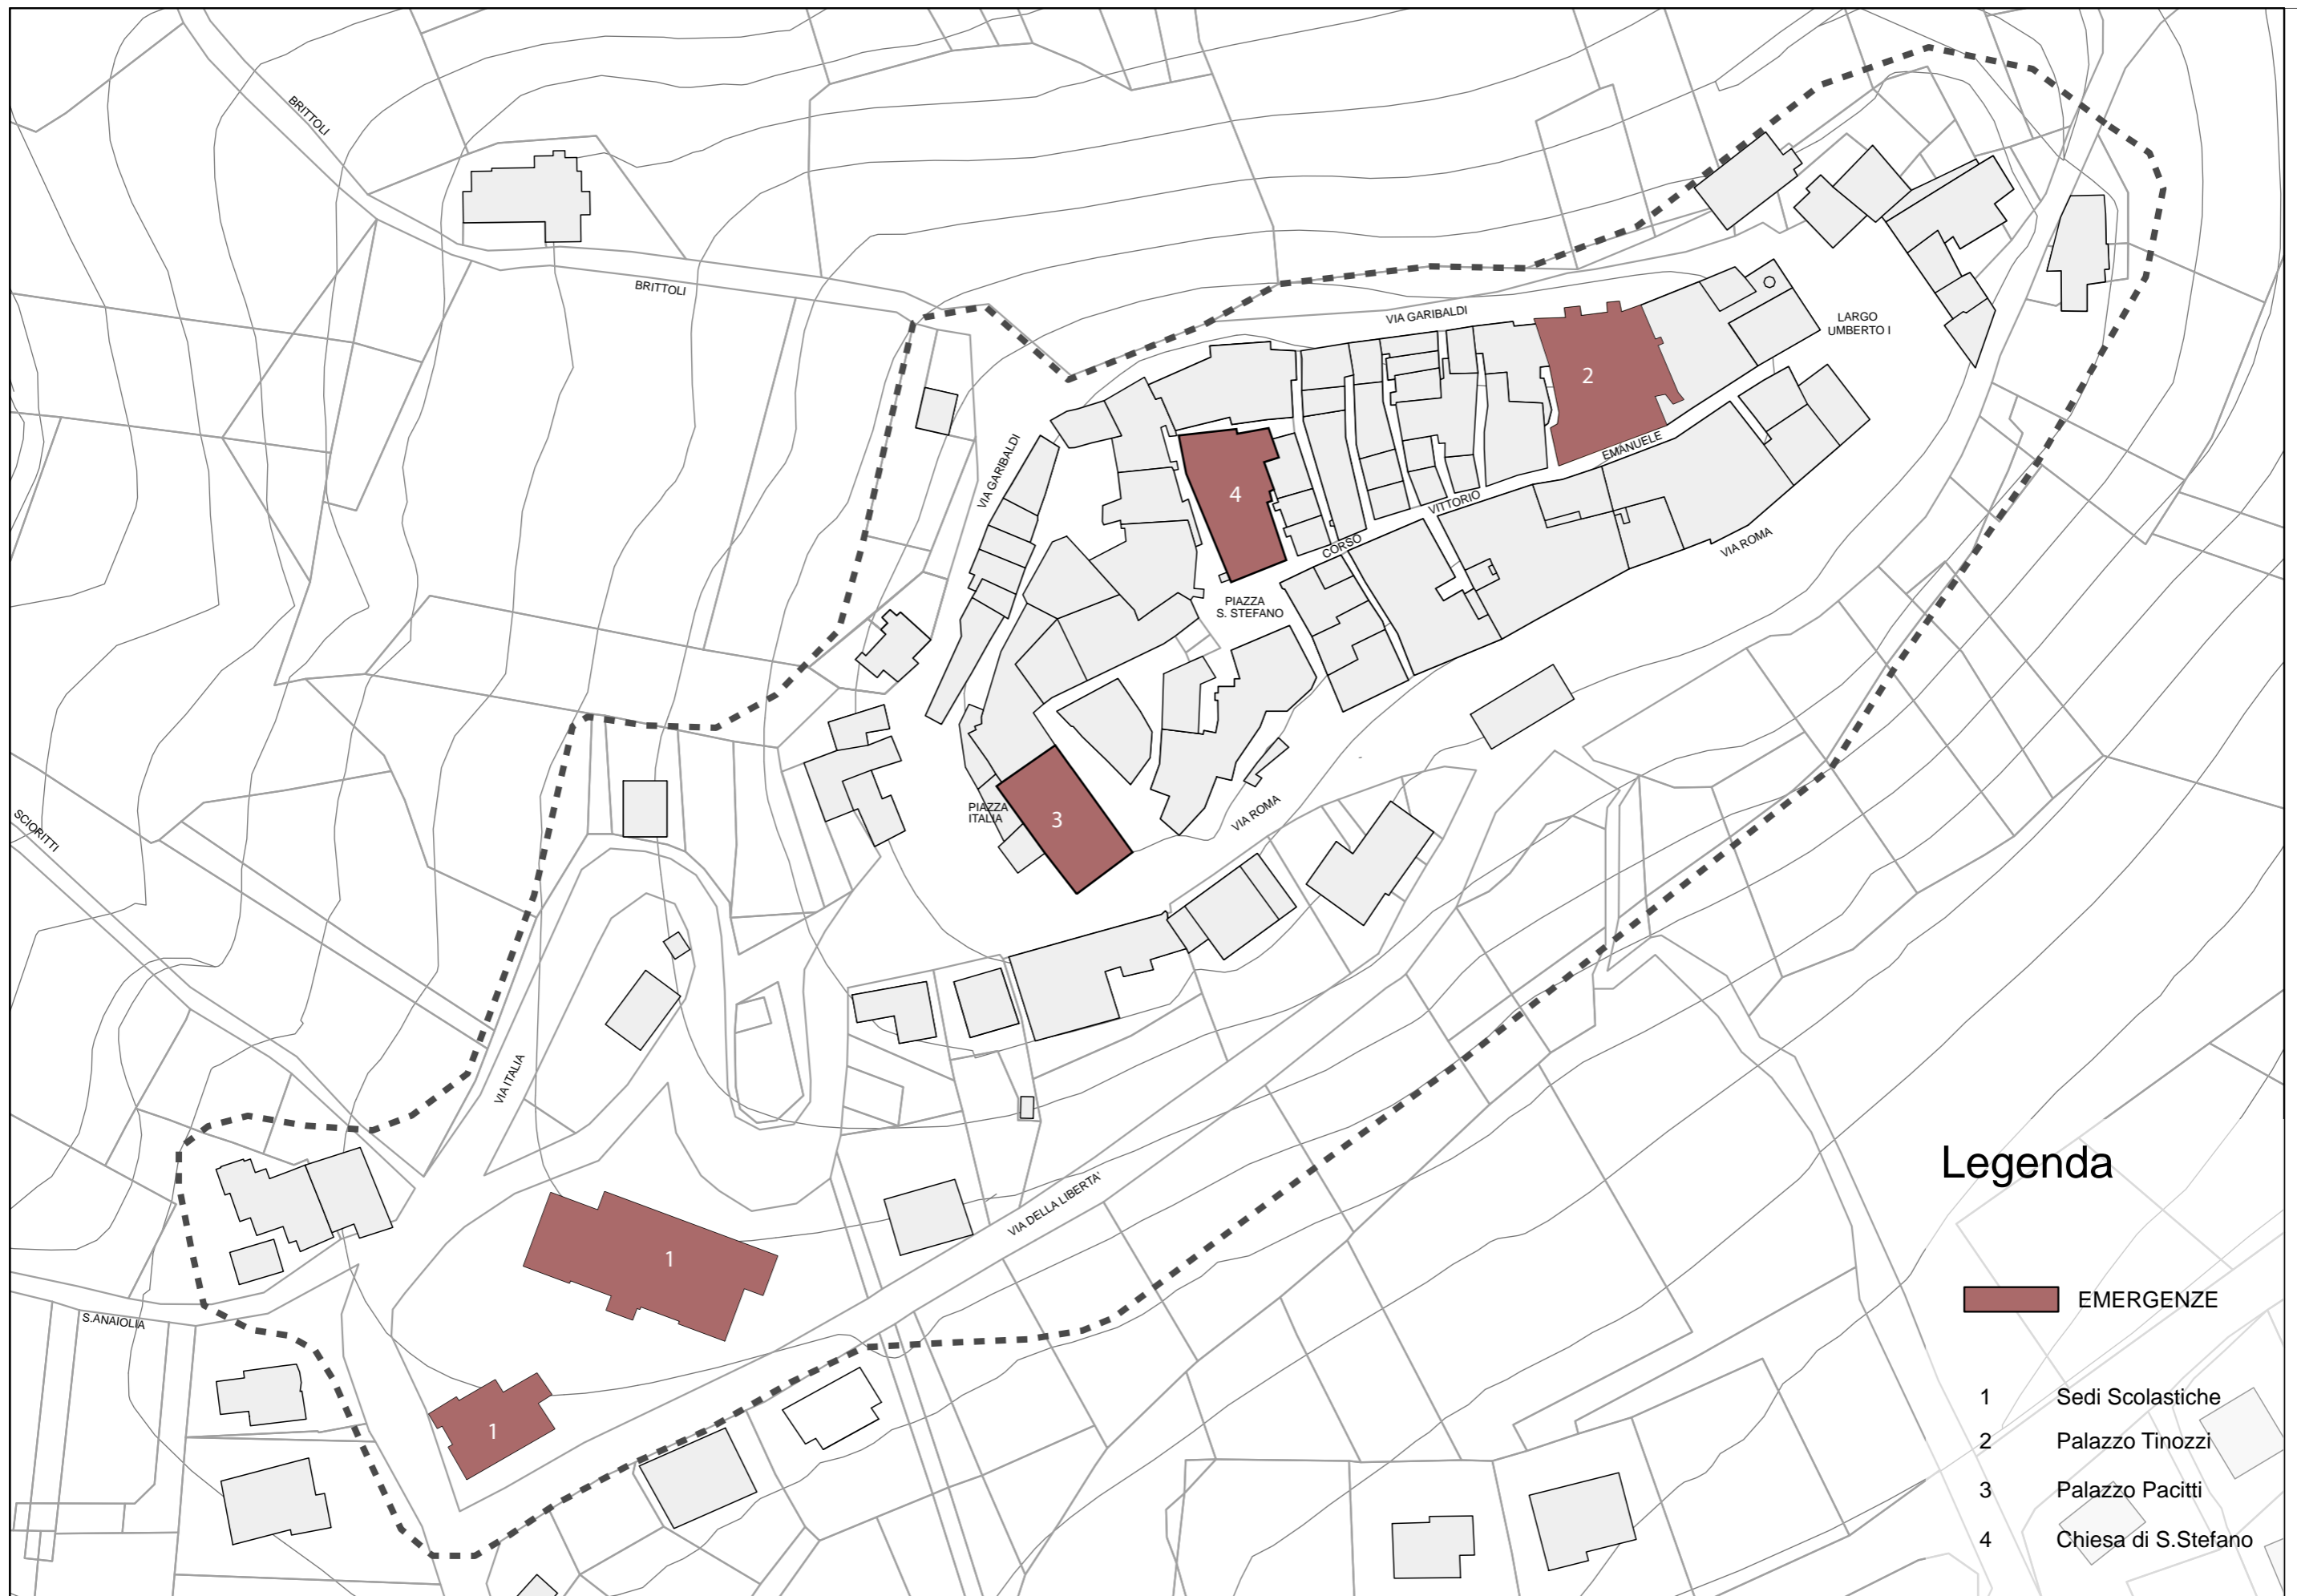 BRITTOLI
BRITTOLI
VIA GARIBALDI
LARGO
UMBERTO I
2
VIA GARIBALDI
EMANUELE
4
VITTORIO
CORSO
VIA ROMA
PIAZZA
S. STEFANO
PIAZZA
ITALIA
3
VIA ROMA
SCIORITTI
VIA ITALIA
VIA DELLA LIBERTA'
1
S.ANAIOLIA
1
Legenda
EMERGENZE
1 Sedi Scolastiche
2 Palazzo Tinozzi
3 Palazzo Pacitti
4 Chiesa di S.Stefano